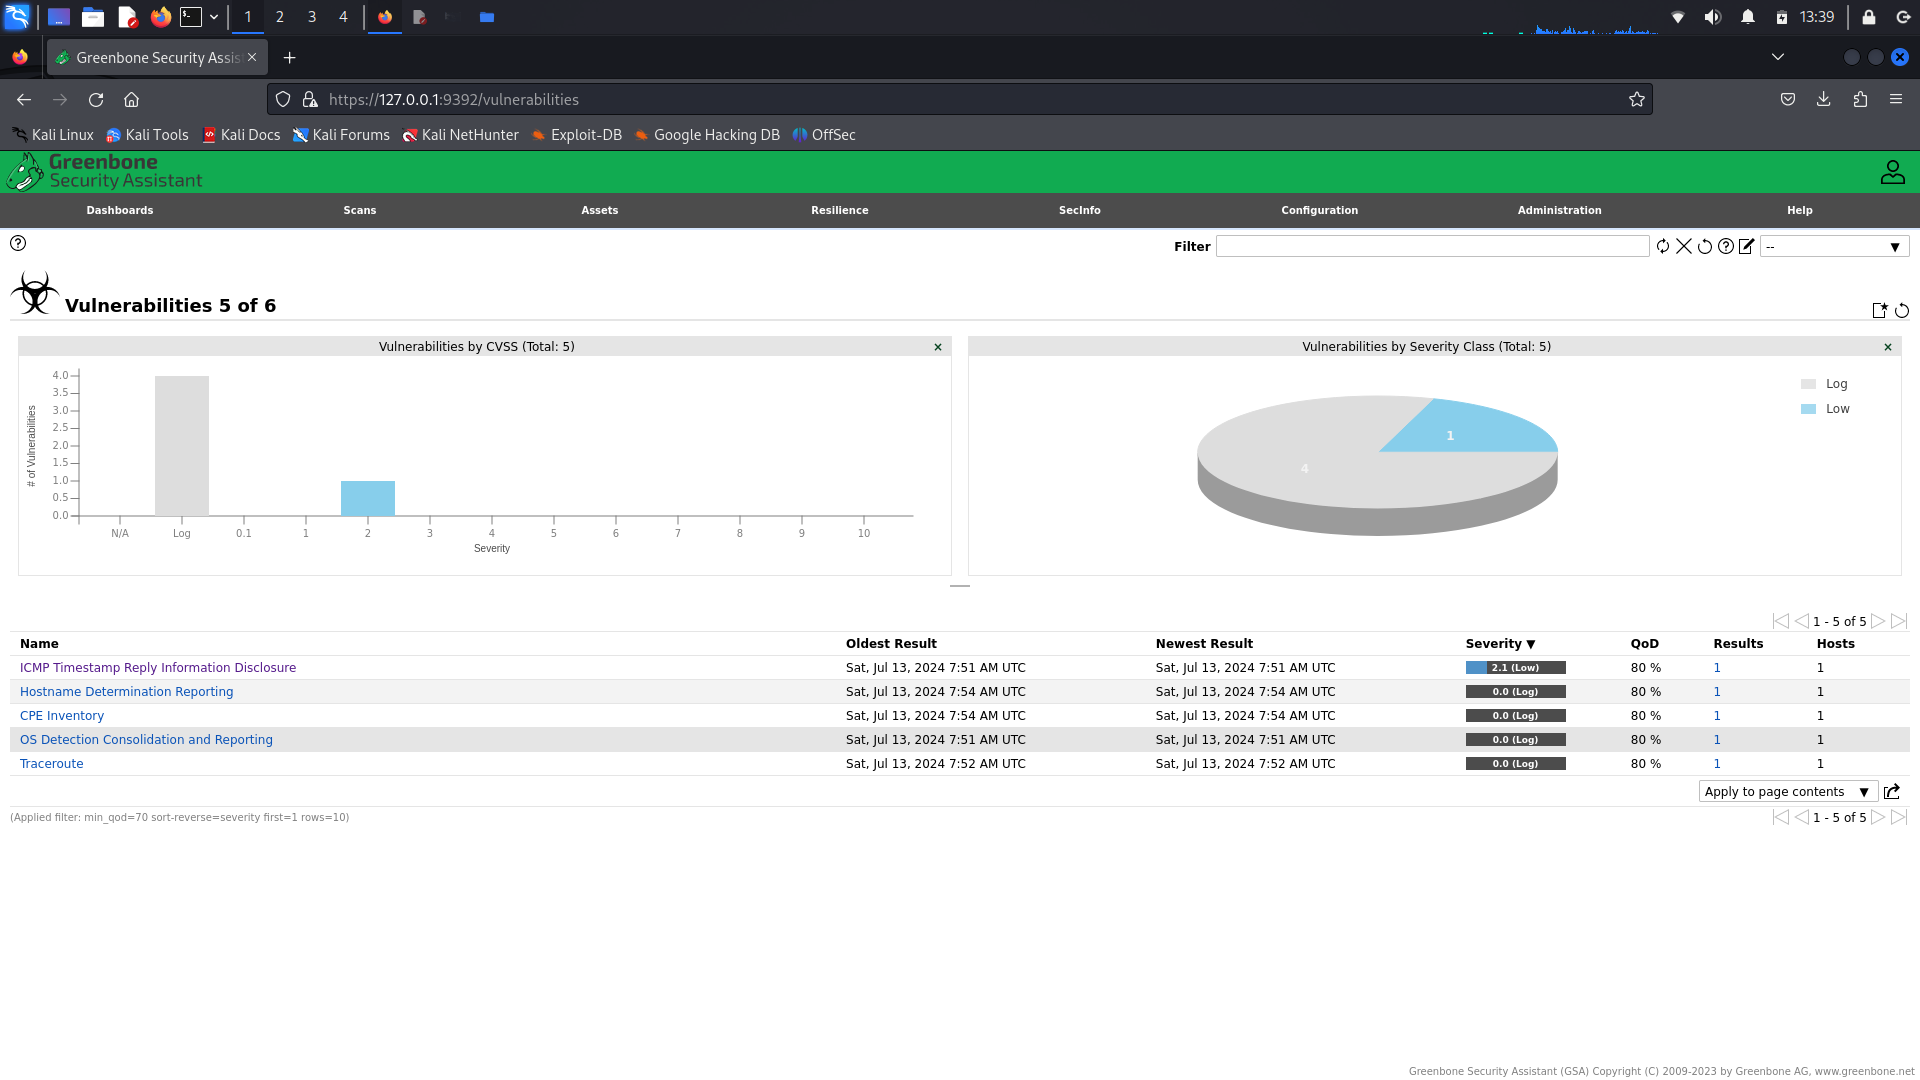 1 2 3 4 13:39
Greenbone Security Assis
https://127.0.0.1:9392/vulnerabilities
Kali Linux Kali Tools Kali Docs Kali Forums Kali NetHunter Exploit-DB Google Hacking DB OffSec
Greenbone
Security Assistant
Dashboards Scans Assets Resilience SecInfo Configuration Administration Help
Filter --
Vulnerabilities 5 of 6
Vulnerabilities by CVSS (Total: 5) ×
4.0
3.5
3.0
2.5
2.0
1.5
1.0
0.5
0.0
# of Vulnerabilities
N/A Log 0.1 1 2 3 4 5 6 7 8 9 10
Severity
Vulnerabilities by Severity Class (Total: 5) ×
Log
Low
1
4
1 - 5 of 5
Name Oldest Result Newest Result Severity ▼ QoD Results Hosts
ICMP Timestamp Reply Information Disclosure Sat, Jul 13, 2024 7:51 AM UTC Sat, Jul 13, 2024 7:51 AM UTC 2.1 (Low) 80 % 1 1
Hostname Determination Reporting Sat, Jul 13, 2024 7:54 AM UTC Sat, Jul 13, 2024 7:54 AM UTC 0.0 (Log) 80 % 1 1
CPE Inventory Sat, Jul 13, 2024 7:54 AM UTC Sat, Jul 13, 2024 7:54 AM UTC 0.0 (Log) 80 % 1 1
OS Detection Consolidation and Reporting Sat, Jul 13, 2024 7:51 AM UTC Sat, Jul 13, 2024 7:51 AM UTC 0.0 (Log) 80 % 1 1
Traceroute Sat, Jul 13, 2024 7:52 AM UTC Sat, Jul 13, 2024 7:52 AM UTC 0.0 (Log) 80 % 1 1
Apply to page contents ▼
(Applied filter: min_qod=70 sort-reverse=severity first=1 rows=10) 1 - 5 of 5
Greenbone Security Assistant (GSA) Copyright (C) 2009-2023 by Greenbone AG, www.greenbone.net